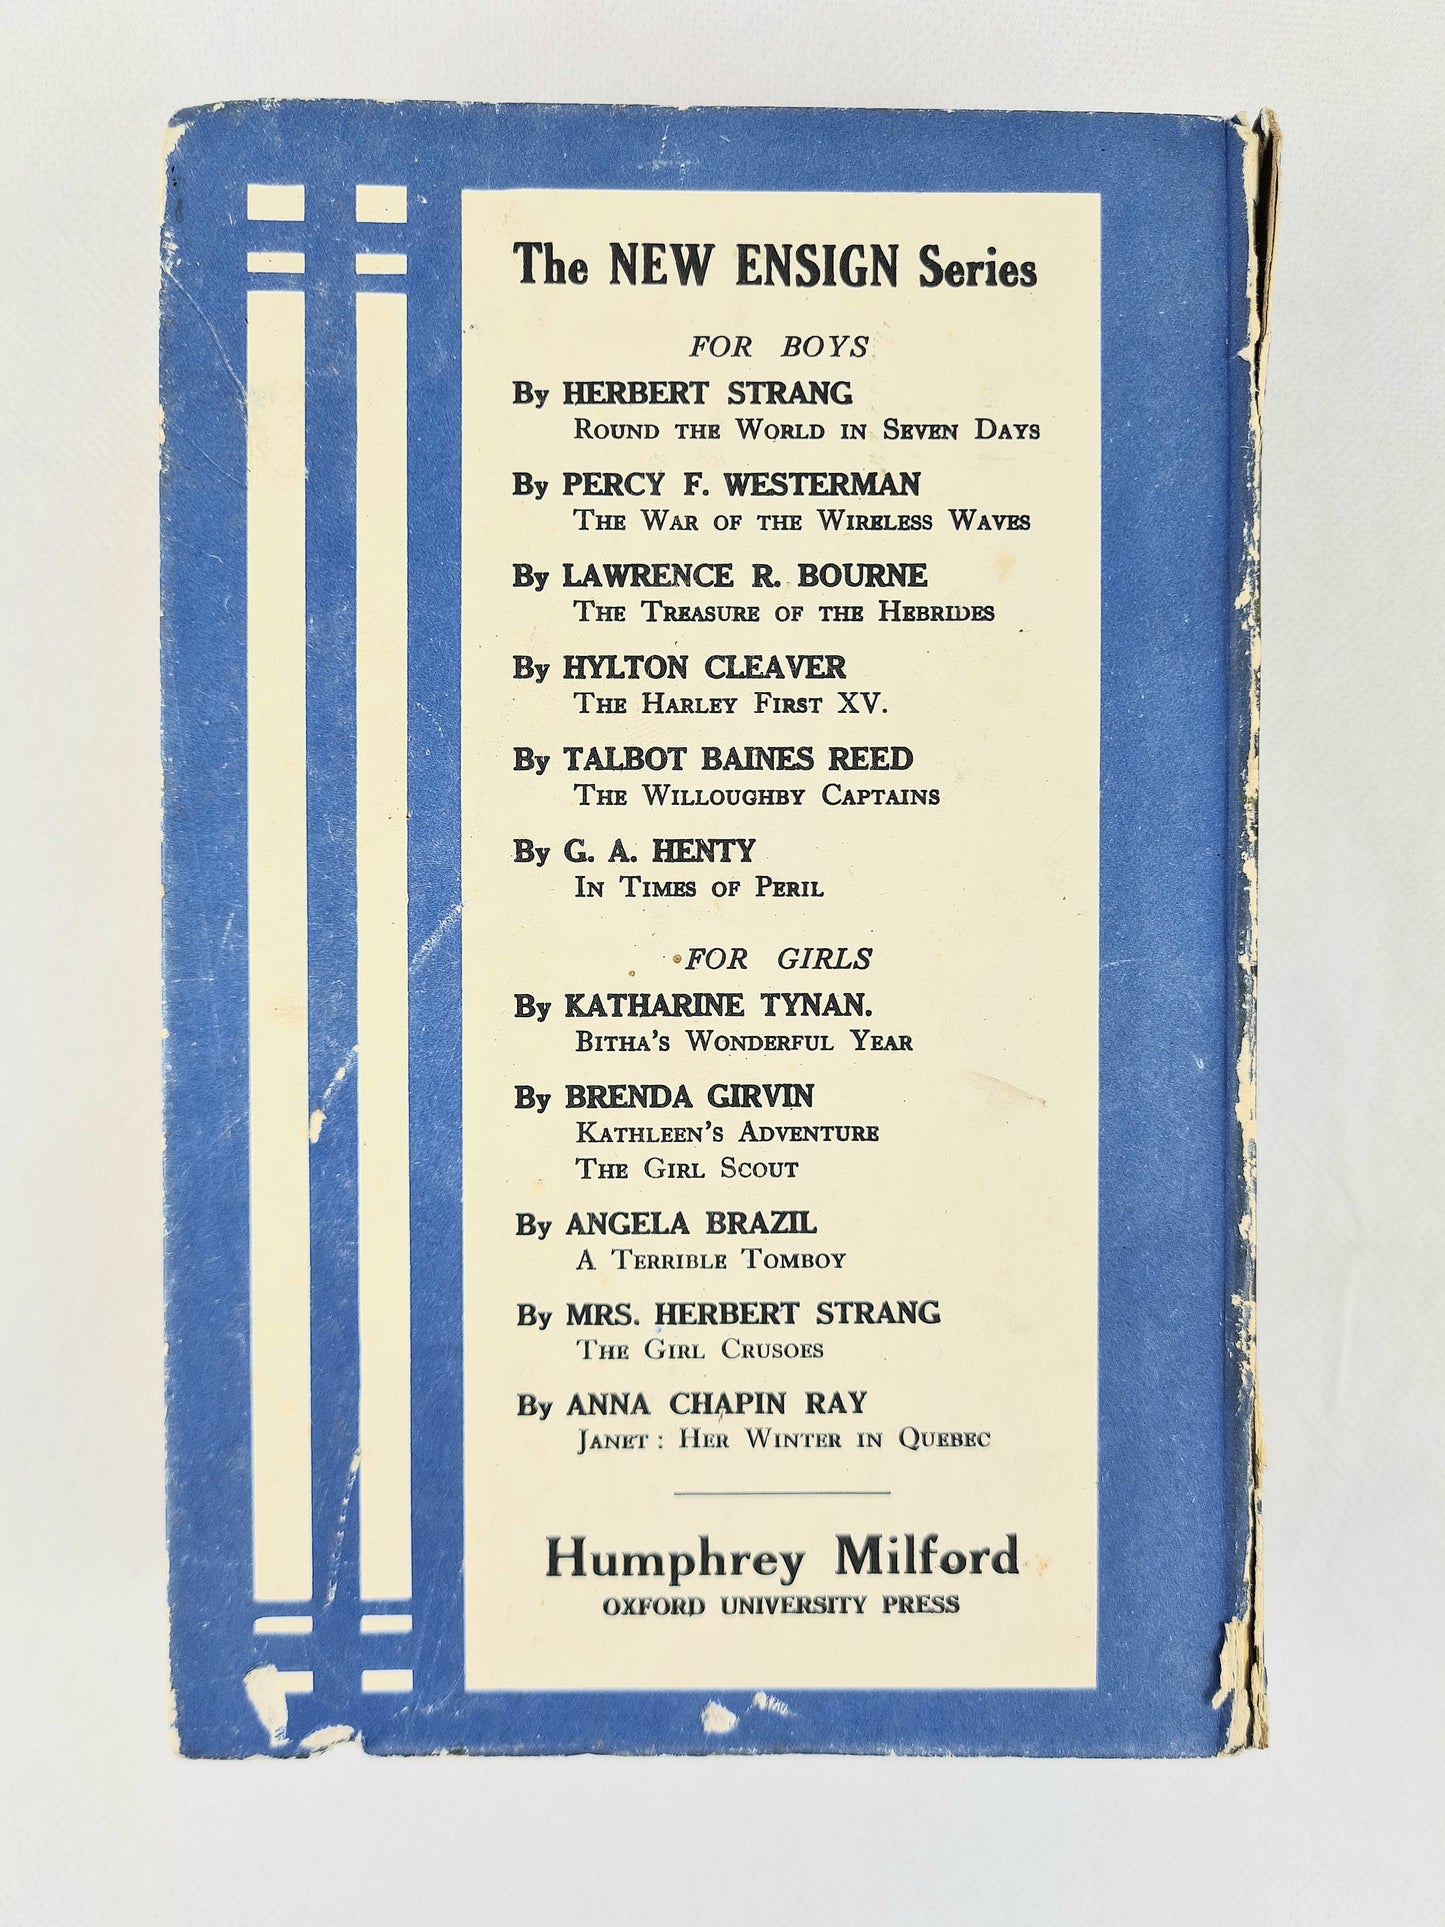 The NEW ENSIGN Series
FOR BOYS
By HERBERT STRANG
ROUND THE WORLD IN SEVEN DAYS
By PERCY F. WESTERMAN
THE WAR OF THE WIRELESS WAVES
By LAWRENCE R. BOURNE
THE TREASURE OF THE HEBRIDES
By HYLTON CLEAVER
THE HARLEY FIRST XV.
By TALBOT BAINES REED
THE WILLOUGHBY CAPTAINS
By G. A. HENTY
IN TIMES OF PERIL
FOR GIRLS
By KATHARINE TYNAN.
BITHA'S WONDERFUL YEAR
By BRENDA GIRVIN
KATHLEEN'S ADVENTURE
THE GIRL SCOUT
By ANGELA BRAZIL
A TERRIBLE TOMBOY
By MRS. HERBERT STRANG
THE GIRL CRUSOES
By ANNA CHAPIN RAY
JANET : HER WINTER IN QUEBEC
Humphrey Milford
OXFORD UNIVERSITY PRESS